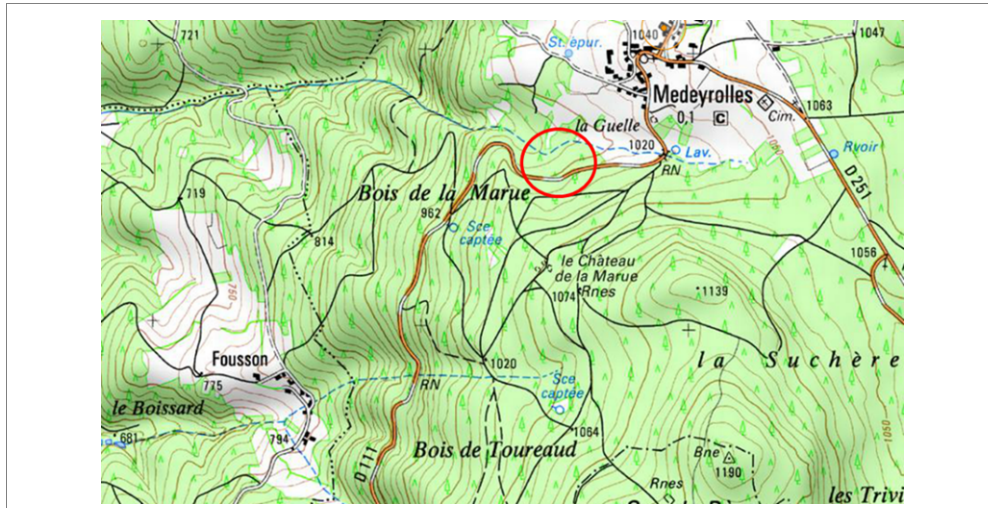 721
1040
1047
St. épur.
Medeyrolles
1063
0,1
C
Cim.
la Guelle
1020
Lav.
Rvoir
RN
D 251
Bois de la Marue
719
962
Sce
captée
814
1056
le Château
de la Marue
1074
Rnes
1139
750
la Suchère
Fousson
775
1020
RN
Sce
captée
le Boissard
681
794
1064
1050
D 111
Bois de Toureaud
Bne
1190
Rnes
les Trivi